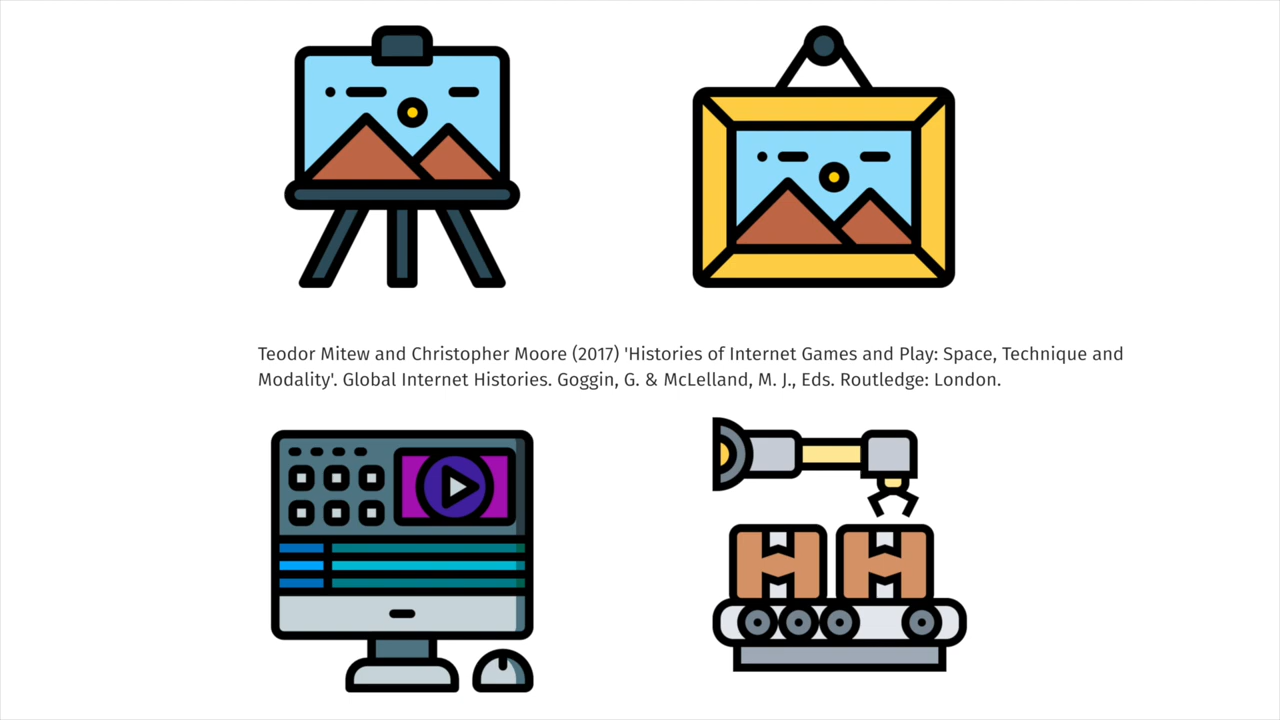 Teodor Mitew and Christopher Moore (2017) 'Histories of Internet Games and Play: Space, Technique and
Modality'. Global Internet Histories. Goggin, G. & McLelland, M. J., Eds. Routledge: London.